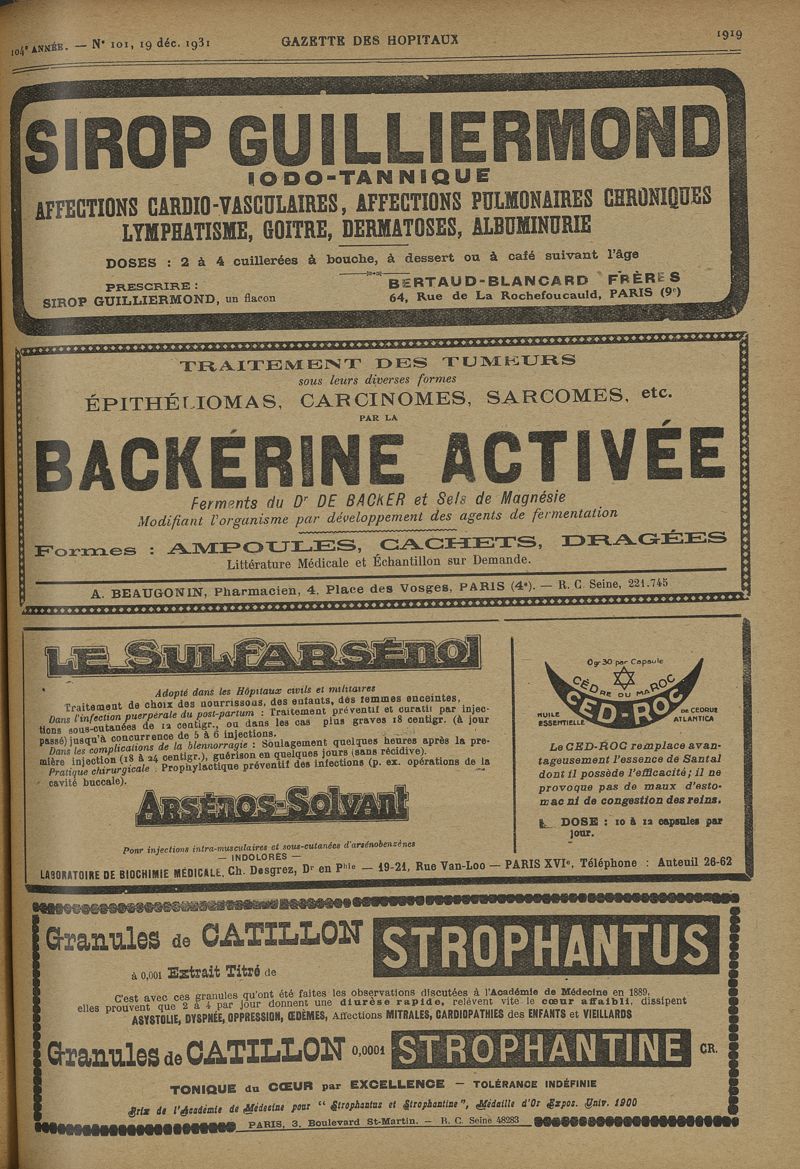 104e ANNÉE. — N° 101, 19 déc. 1931
GAZETTE DES HOPITAUX
1919
SIROP GUILLIERMOND
IODO-TANNIQUE
AFFECTIONS CARDIO-VASCULAIRES, AFFECTIONS PULMONAIRES CHRONIQUES
LYMPHATISME, GOITRE, DERMATOSES, ALBUMINURIE
DOSES : 2 à 4 cuillerées à bouche, à dessert ou à café suivant l'âge
PRESCRIRE :
SIROP GUILLIERMOND, un flacon
BERTAUD-BLANCARD FRÈRES
64, Rue de La Rochefoucauld, PARIS (9e)
TRAITEMENT DES TUMEURS
sous leurs diverses formes
ÉPITHÉLIOMAS, CARCINOMES, SARCOMES, etc.
PAR LA
BACKÉRINE ACTIVÉE
Ferments du Dr DE BACKER et Sels de Magnésie
Modifiant l'organisme par développement des agents de fermentation
Formes : AMPOULES, CACHETS, DRAGÉES
Littérature Médicale et Échantillon sur Demande.
A. BEAUGONIN, Pharmacien, 4, Place des Vosges, PARIS (4e). — R. C. Seine, 221.745
LE SULFARSÉNOL
Adopté dans les Hôpitaux civils et militaires
Traitement de choix des nourrissons, des enfants, des femmes enceintes,
Dans l'infection puerpérale du post-partum : Traitement préventif et curatif par injec-
tions sous-cutanées de 12 centigr., ou dans les cas plus graves 18 centigr. (à jour
passé) jusqu'à concurrence de 5 à 6 injections.
Dans les complications de la blennorragie : Soulagement quelques heures après la pre-
mière injection (18 à 24 centigr.), guérison en quelques jours (sans récidive).
Pratique chirurgicale : Prophylactique préventif des infections (p. ex. opérations de la
cavité buccale).
ARSÉNOS-SOLVANT
Pour injections intra-musculaires et sous-cutanées d'arsénobenzènes
— INDOLORES —
0gr 30 par Capsule
CÈDRE DU MAROC
CED-ROC
HUILE
ESSENTIELLE
DE CEDRUS
ATLANTICA
Le CED-ROC remplace avan-
tageusement l'essence de Santal
dont il possède l'efficacité; il ne
provoque pas de maux d'esto-
mac ni de congestion des reins.
DOSE : 10 à 12 capsules par
jour.
LABORATOIRE DE BIOCHIMIE MÉDICALE, Ch. Desgrez, Dr en Phie — 19-21, Rue Van-Loo — PARIS XVIe, Téléphone : Auteuil 26-62
Granules de CATILLON
à 0,001 Extrait Titré de
STROPHANTUS
C'est avec ces granules qu'ont été faites les observations discutées à l'Académie de Médecine en 1889,
elles prouvent que 2 à 4 par jour donnent une diurèse rapide, relèvent vite le cœur affaibli, dissipent
ASYSTOLIE, DYSPNÉE, OPPRESSION, ŒDÈMES, Affections MITRALES, CARDIOPATHIES des ENFANTS et VIEILLARDS
Granules de CATILLON 0,0001 STROPHANTINE CR.
TONIQUE du CŒUR par EXCELLENCE — TOLÉRANCE INDÉFINIE
Prix de l'Académie de Médecine pour "Strophantus et Strophantine", Médaille d'Or Expos. Univ. 1900
PARIS, 3, Boulevard St-Martin. — R. C. Seine 48283